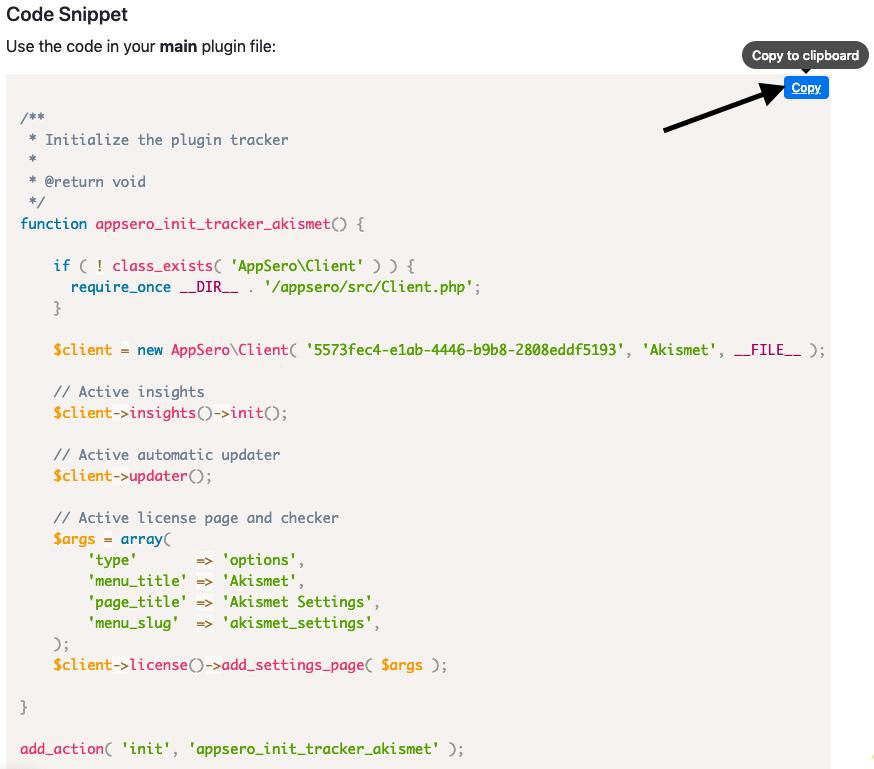 Code Snippet
Use the code in your main plugin file:
Copy to clipboard
Copy
/**
 * Initialize the plugin tracker
 *
 * @return void
 */
function appsero_init_tracker_akismet() {
    if ( ! class_exists( 'AppSero\Client' ) ) {
      require_once __DIR__ . '/appsero/src/Client.php';
    }
    $client = new AppSero\Client( '5573fec4-e1ab-4446-b9b8-2808eddf5193', 'Akismet', __FILE__ );
    // Active insights
    $client->insights()->init();
    // Active automatic updater
    $client->updater();
    // Active license page and checker
    $args = array(
        'type'       => 'options',
        'menu_title' => 'Akismet',
        'page_title' => 'Akismet Settings',
        'menu_slug'  => 'akismet_settings',
    );
    $client->license()->add_settings_page( $args );
}
add_action( 'init', 'appsero_init_tracker_akismet' );